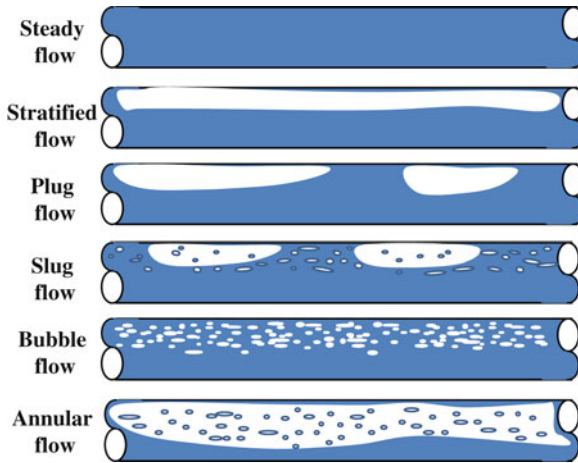 Steady
flow
Stratified
flow
Plug
flow
Slug
flow
Bubble
flow
Annular
flow